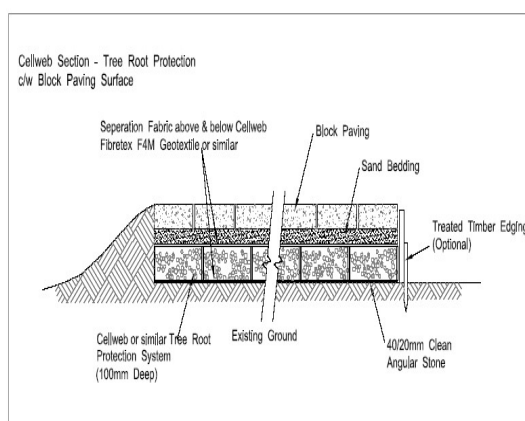 Cellweb Section - Tree Root Protection
c/w Block Paving Surface
Seperation Fabric above & below Cellweb
Fibretex F4M Geotextile or similar
Block Paving
Sand Bedding
Treated Timber Edging
(Optional)
Cellweb or similar Tree Root
Protection System
(100mm Deep)
Existing Ground
40/20mm Clean
Angular Stone